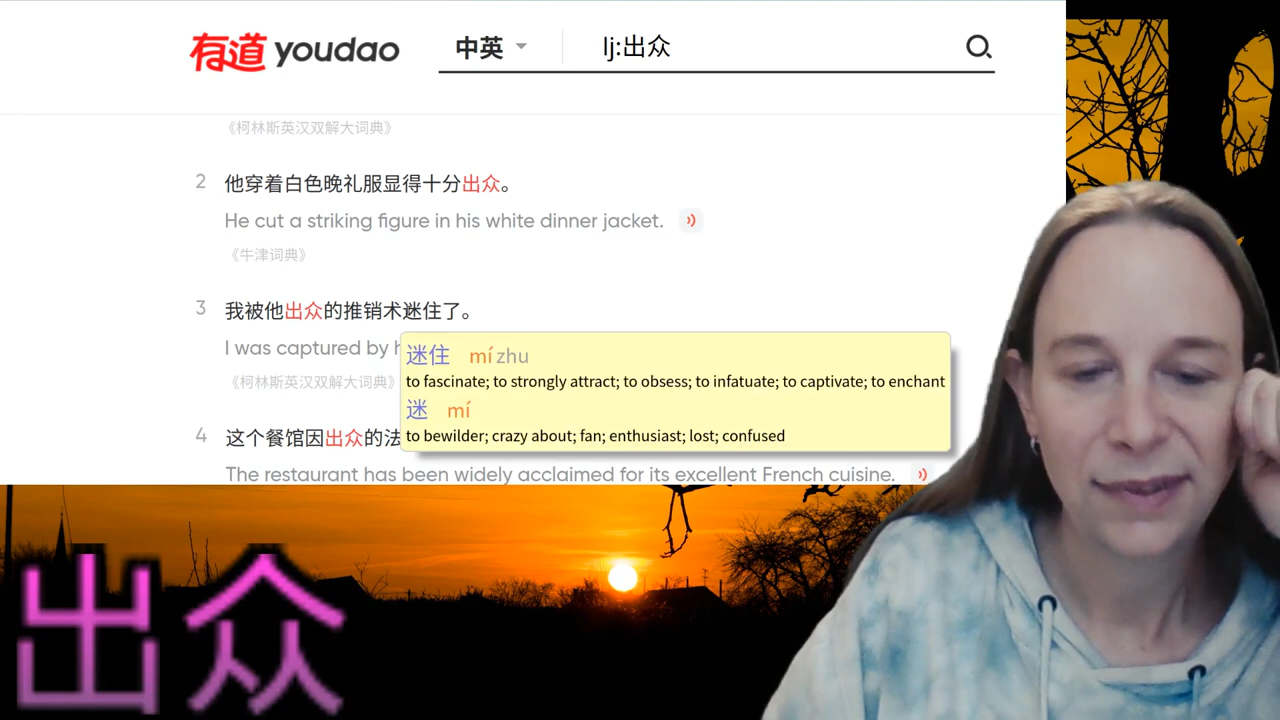 有道 youdao 中英 lj:出众
《柯林斯英汉双解大词典》
2 他穿着白色晚礼服显得十分出众。
He cut a striking figure in his white dinner jacket.
《牛津词典》
3 我被他出众的推销术迷住了。
I was captured by h
《柯林斯英汉双解大词典》
迷住 mí zhu
to fascinate; to strongly attract; to obsess; to infatuate; to captivate; to enchant
迷 mí
to bewilder; crazy about; fan; enthusiast; lost; confused
4 这个餐馆因出众的法
The restaurant has been widely acclaimed for its excellent French cuisine.
出众